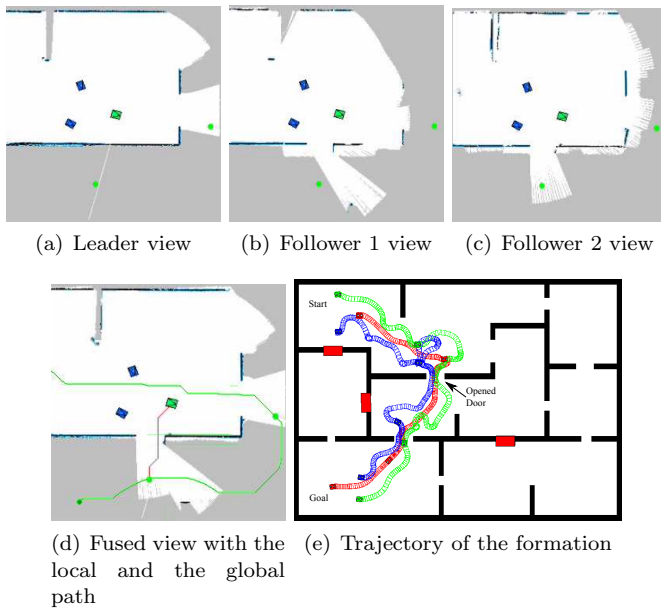 (a) Leader view
(b) Follower 1 view
(c) Follower 2 view
Start
Opened
Door
Goal
(d) Fused view with the
local and the global
path
(e) Trajectory of the formation